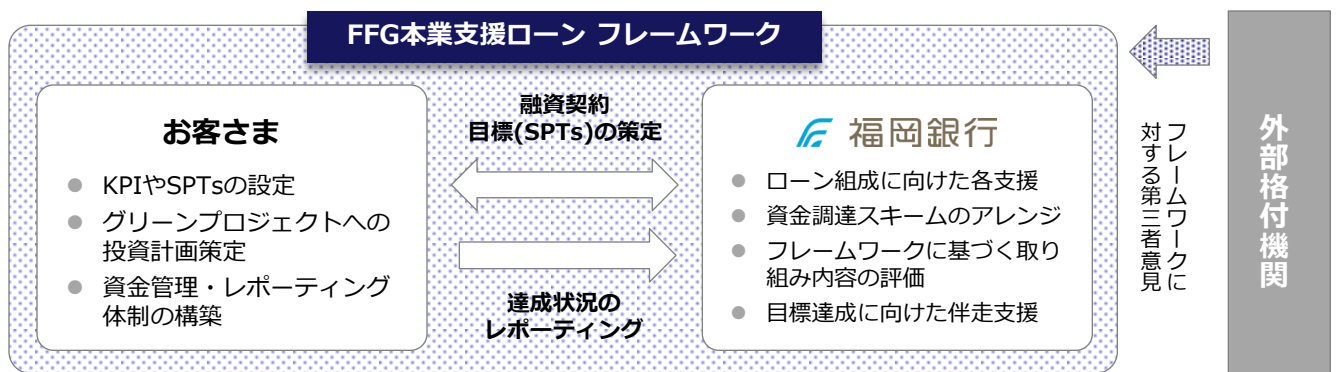 FFG本業支援ローン フレームワーク
お客さま
KPIやSPTsの設定
グリーンプロジェクトへの
投資計画策定
資金管理・レポーティング
体制の構築
融資契約
目標(SPTs)の策定
達成状況の
レポーティング
福岡銀行
ローン組成に向けた各支援
資金調達スキームのアレンジ
フレームワークに基づく取り
組み内容の評価
目標達成に向けた伴走支援
フレームワークに
対する第三者意見
外部格付機関